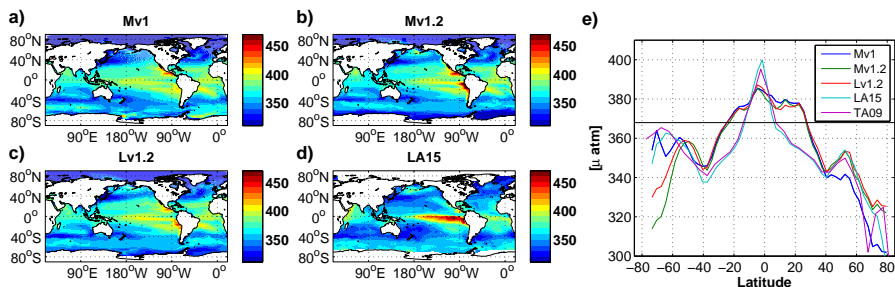 a) Mv1
80°N
40°N
0°
40°S
80°S
90°E 180°W 90°W 0°
450
400
350
b) Mv1.2
80°N
40°N
0°
40°S
80°S
90°E 180°W 90°W 0°
450
400
350
c) Lv1.2
80°N
40°N
0°
40°S
80°S
90°E 180°W 90°W 0°
450
400
350
d) LA15
80°N
40°N
0°
40°S
80°S
90°E 180°W 90°W 0°
450
400
350
e)
[μ atm]
400
380
360
340
320
300
−80 −60 −40 −20 0 20 40 60 80
Latitude
Mv1
Mv1.2
Lv1.2
LA15
TA09